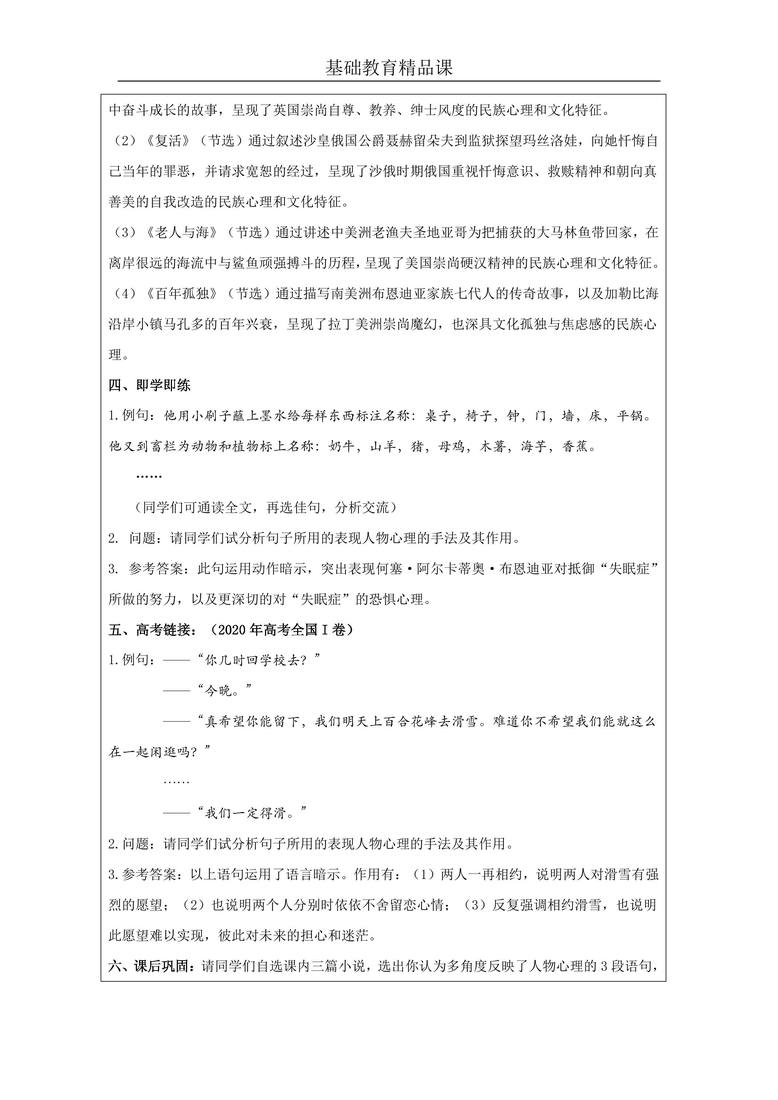 基础教育精品课
中奋斗成长的故事，呈现了英国崇尚自尊、教养、绅士风度的民族心理和文化特征。
（2）《复活》（节选）通过叙述沙皇俄国公爵聂赫留朵夫到监狱探望玛丝洛娃，向她忏悔自
己当年的罪恶，并请求宽恕的经过，呈现了沙俄时期俄国重视忏悔意识、救赎精神和朝向真
善美的自我改造的民族心理和文化特征。
（3）《老人与海》（节选）通过讲述中美洲老渔夫圣地亚哥为把捕获的大马林鱼带回家，在
离岸很远的海流中与鲨鱼顽强搏斗的历程，呈现了美国崇尚硬汉精神的民族心理和文化特征。
（4）《百年孤独》（节选）通过描写南美洲布恩迪亚家族七代人的传奇故事，以及加勒比海
沿岸小镇马孔多的百年兴衰，呈现了拉丁美洲崇尚魔幻，也深具文化孤独与焦虑感的民族心
理。
四、即学即练
1.例句：他用小刷子蘸上墨水给每样东西标注名称：桌子，椅子，钟，门，墙，床，平锅。
他又到畜栏为动物和植物标上名称：奶牛，山羊，猪，母鸡，木薯，海芋，香蕉。
……
（同学们可通读全文，再选佳句，分析交流）
2. 问题：请同学们试分析句子所用的表现人物心理的手法及其作用。
3. 参考答案：此句运用动作暗示，突出表现何塞·阿尔卡蒂奥·布恩迪亚对抵御“失眠症”
所做的努力，以及更深切的对“失眠症”的恐惧心理。
五、高考链接：（2020 年高考全国 I 卷）
1.例句：——“你几时回学校去？”
——“今晚。”
——“真希望你能留下，我们明天上百合花峰去滑雪。难道你不希望我们能就这么
在一起闲逛吗？”
……
——“我们一定得滑。”
2.问题：请同学们试分析句子所用的表现人物心理的手法及其作用。
3.参考答案：以上语句运用了语言暗示。作用有：（1）两人一再相约，说明两人对滑雪有强
烈的愿望；（2）也说明两个人分别时依依不舍留恋心情；（3）反复强调相约滑雪，也说明
此愿望难以实现，彼此对未来的担心和迷茫。
六、课后巩固：请同学们自选课内三篇小说，选出你认为多角度反映了人物心理的 3 段语句，